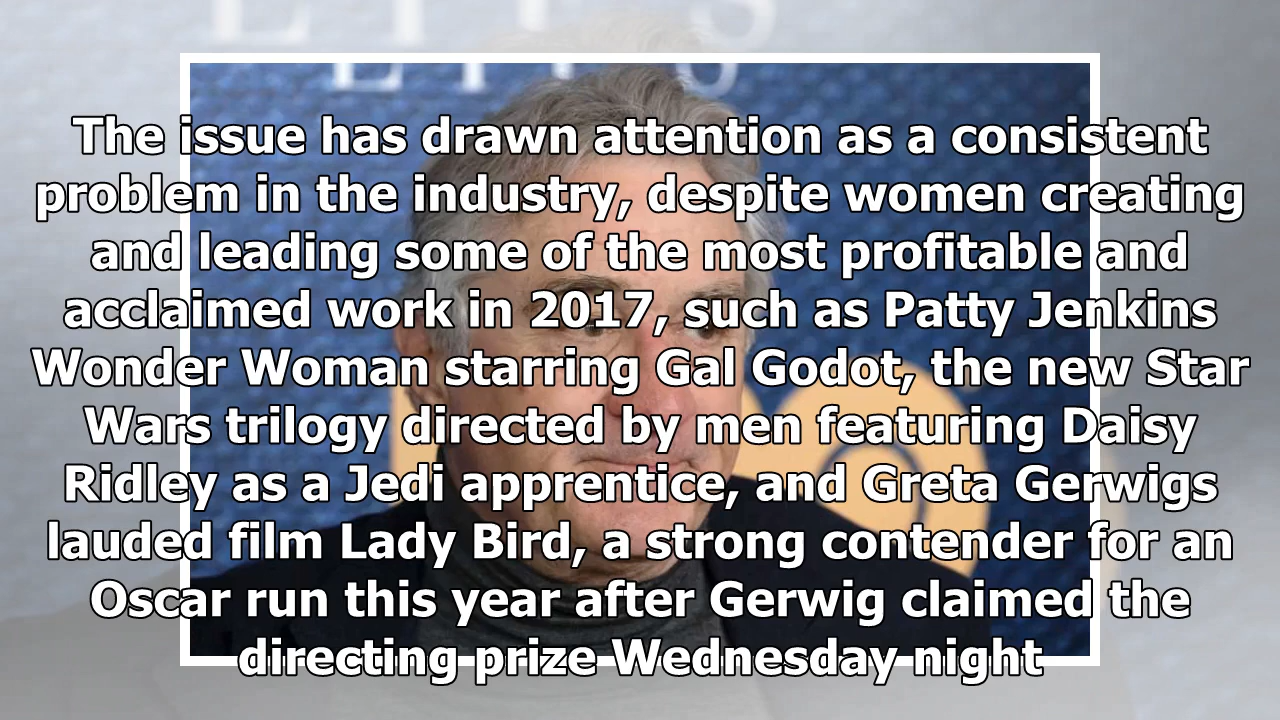 The issue has drawn attention as a consistent
problem in the industry, despite women creating
and leading some of the most profitable and
acclaimed work in 2017, such as Patty Jenkins
Wonder Woman starring Gal Godot, the new Star
Wars trilogy directed by men featuring Daisy
Ridley as a Jedi apprentice, and Greta Gerwigs
lauded film Lady Bird, a strong contender for an
Oscar run this year after Gerwig claimed the
directing prize Wednesday night